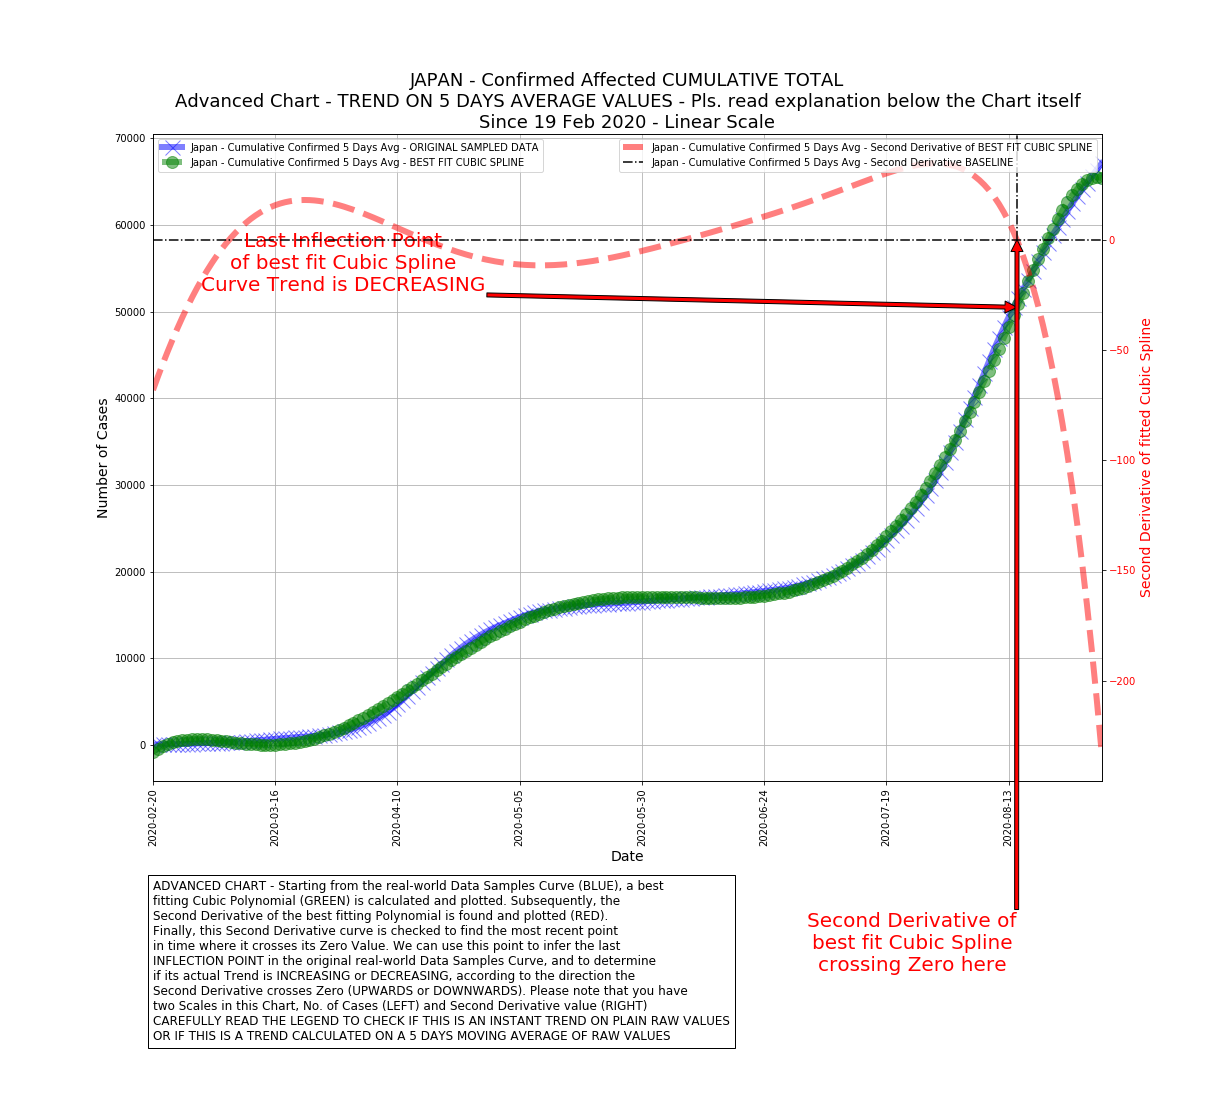 JAPAN - Confirmed Affected CUMULATIVE TOTAL
Advanced Chart - TREND ON 5 DAYS AVERAGE VALUES - Pls. read explanation below the Chart itself
Since 19 Feb 2020 - Linear Scale
Japan - Cumulative Confirmed 5 Days Avg - ORIGINAL SAMPLED DATA
Japan - Cumulative Confirmed 5 Days Avg - BEST FIT CUBIC SPLINE
Japan - Cumulative Confirmed 5 Days Avg - Second Derivative of BEST FIT CUBIC SPLINE
Japan - Cumulative Confirmed 5 Days Avg - Second Derivative BASELINE
70000
60000
50000
40000
30000
20000
10000
0
Number of Cases
Last Inflection Point
of best fit Cubic Spline
Curve Trend is DECREASING
0
−50
−100
−150
−200
Second Derivative of fitted Cubic Spline
2020-02-20
2020-03-16
2020-04-10
2020-05-05
2020-05-30
2020-06-24
2020-07-19
2020-08-13
Date
ADVANCED CHART - Starting from the real-world Data Samples Curve (BLUE), a best
fitting Cubic Polynomial (GREEN) is calculated and plotted. Subsequently, the
Second Derivative of the best fitting Polynomial is found and plotted (RED).
Finally, this Second Derivative curve is checked to find the most recent point
in time where it crosses its Zero Value. We can use this point to infer the last
INFLECTION POINT in the original real-world Data Samples Curve, and to determine
if its actual Trend is INCREASING or DECREASING, according to the direction the
Second Derivative crosses Zero (UPWARDS or DOWNWARDS). Please note that you have
two Scales in this Chart, No. of Cases (LEFT) and Second Derivative value (RIGHT)
CAREFULLY READ THE LEGEND TO CHECK IF THIS IS AN INSTANT TREND ON PLAIN RAW VALUES
OR IF THIS IS A TREND CALCULATED ON A 5 DAYS MOVING AVERAGE OF RAW VALUES
Second Derivative of
best fit Cubic Spline
crossing Zero here